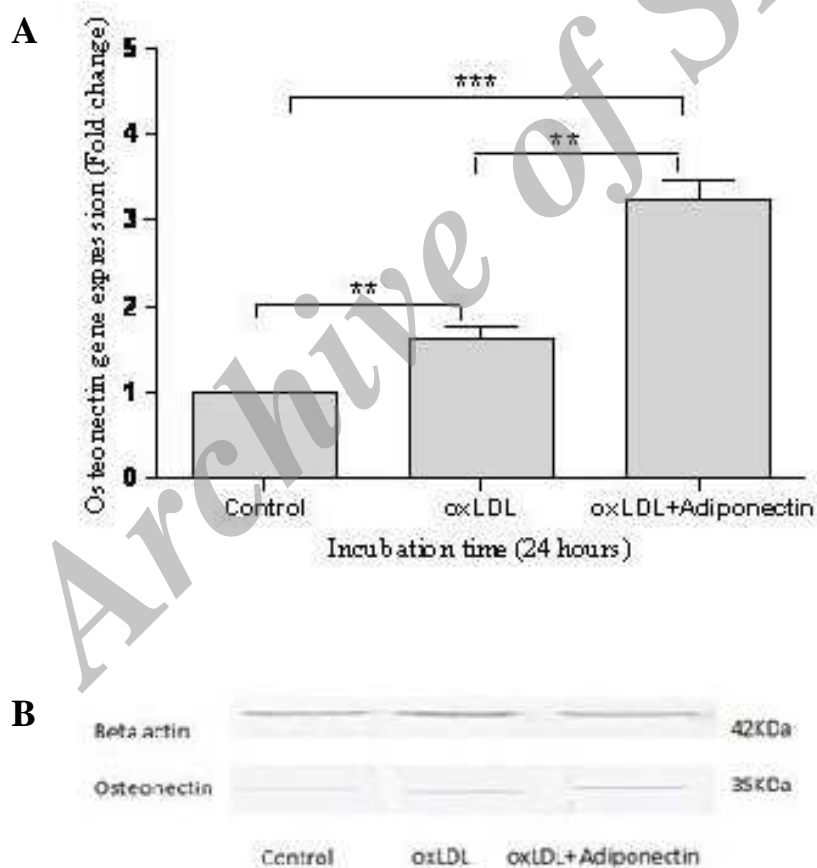 A
Osteonectin gene expression (Fold change)
5
4
3
2
1
0
***
**
**
Control oxLDL oxLDL+Adiponectin
Incubation time (24 hours)
B
Beta actin 42KDa
Osteonectin 35KDa
Control oxLDL oxLDL+Adiponectin
Archive of S